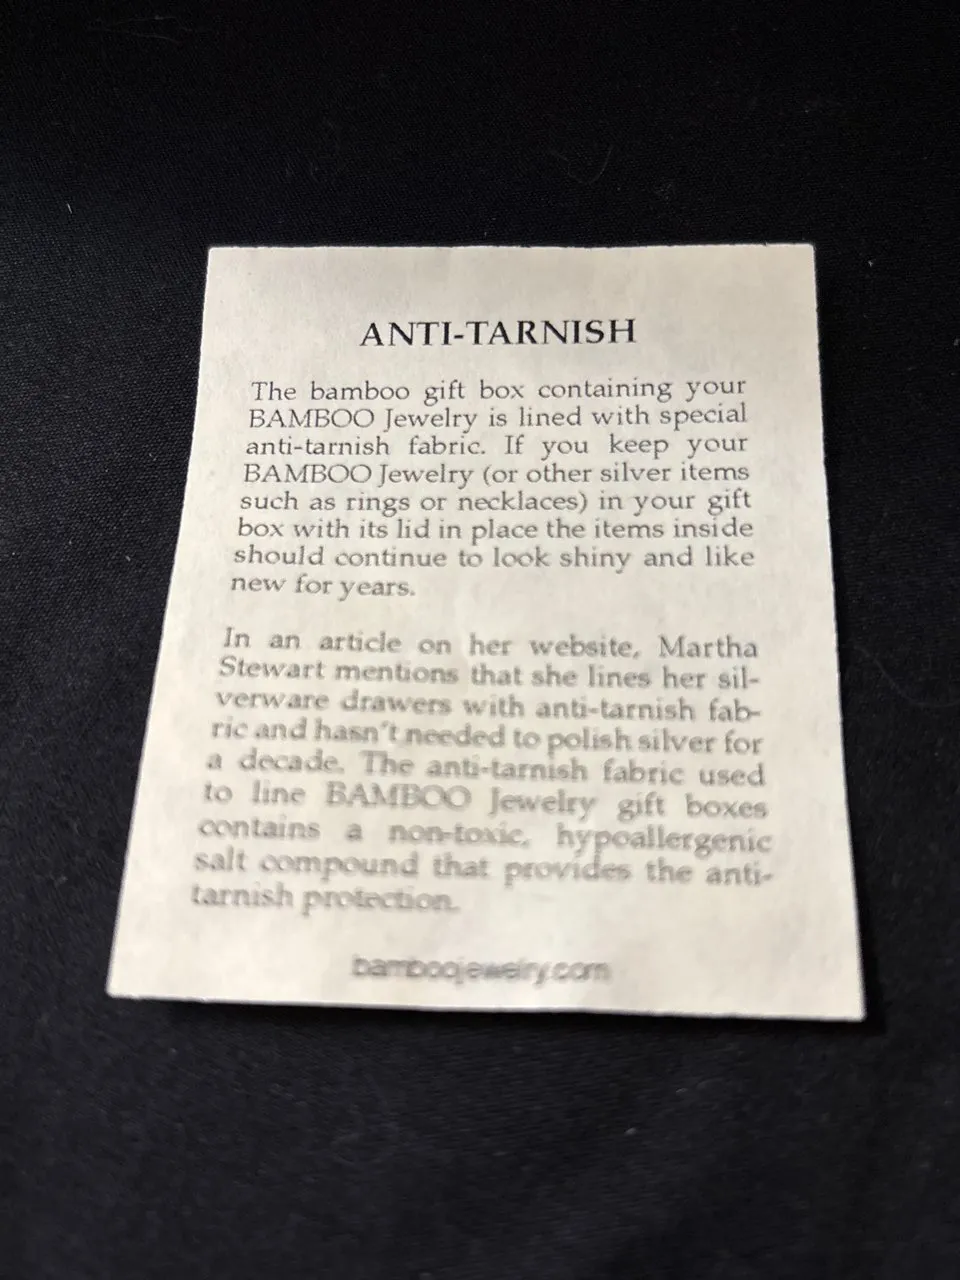 ANTI-TARNISH
The bamboo gift box containing your
BAMBOO Jewelry is lined with special
anti-tarnish fabric. If you keep your
BAMBOO Jewelry (or other silver items
such as rings or necklaces) in your gift
box with its lid in place the items inside
should continue to look shiny and like
new for years.
In an article on her website, Martha
Stewart mentions that she lines her sil-
verware drawers with anti-tarnish fab-
ric and hasn't needed to polish silver for
a decade. The anti-tarnish fabric used
to line BAMBOO Jewelry gift boxes
contains a non-toxic, hypoallergenic
salt compound that provides the anti-
tarnish protection.
bamboojewelry.com